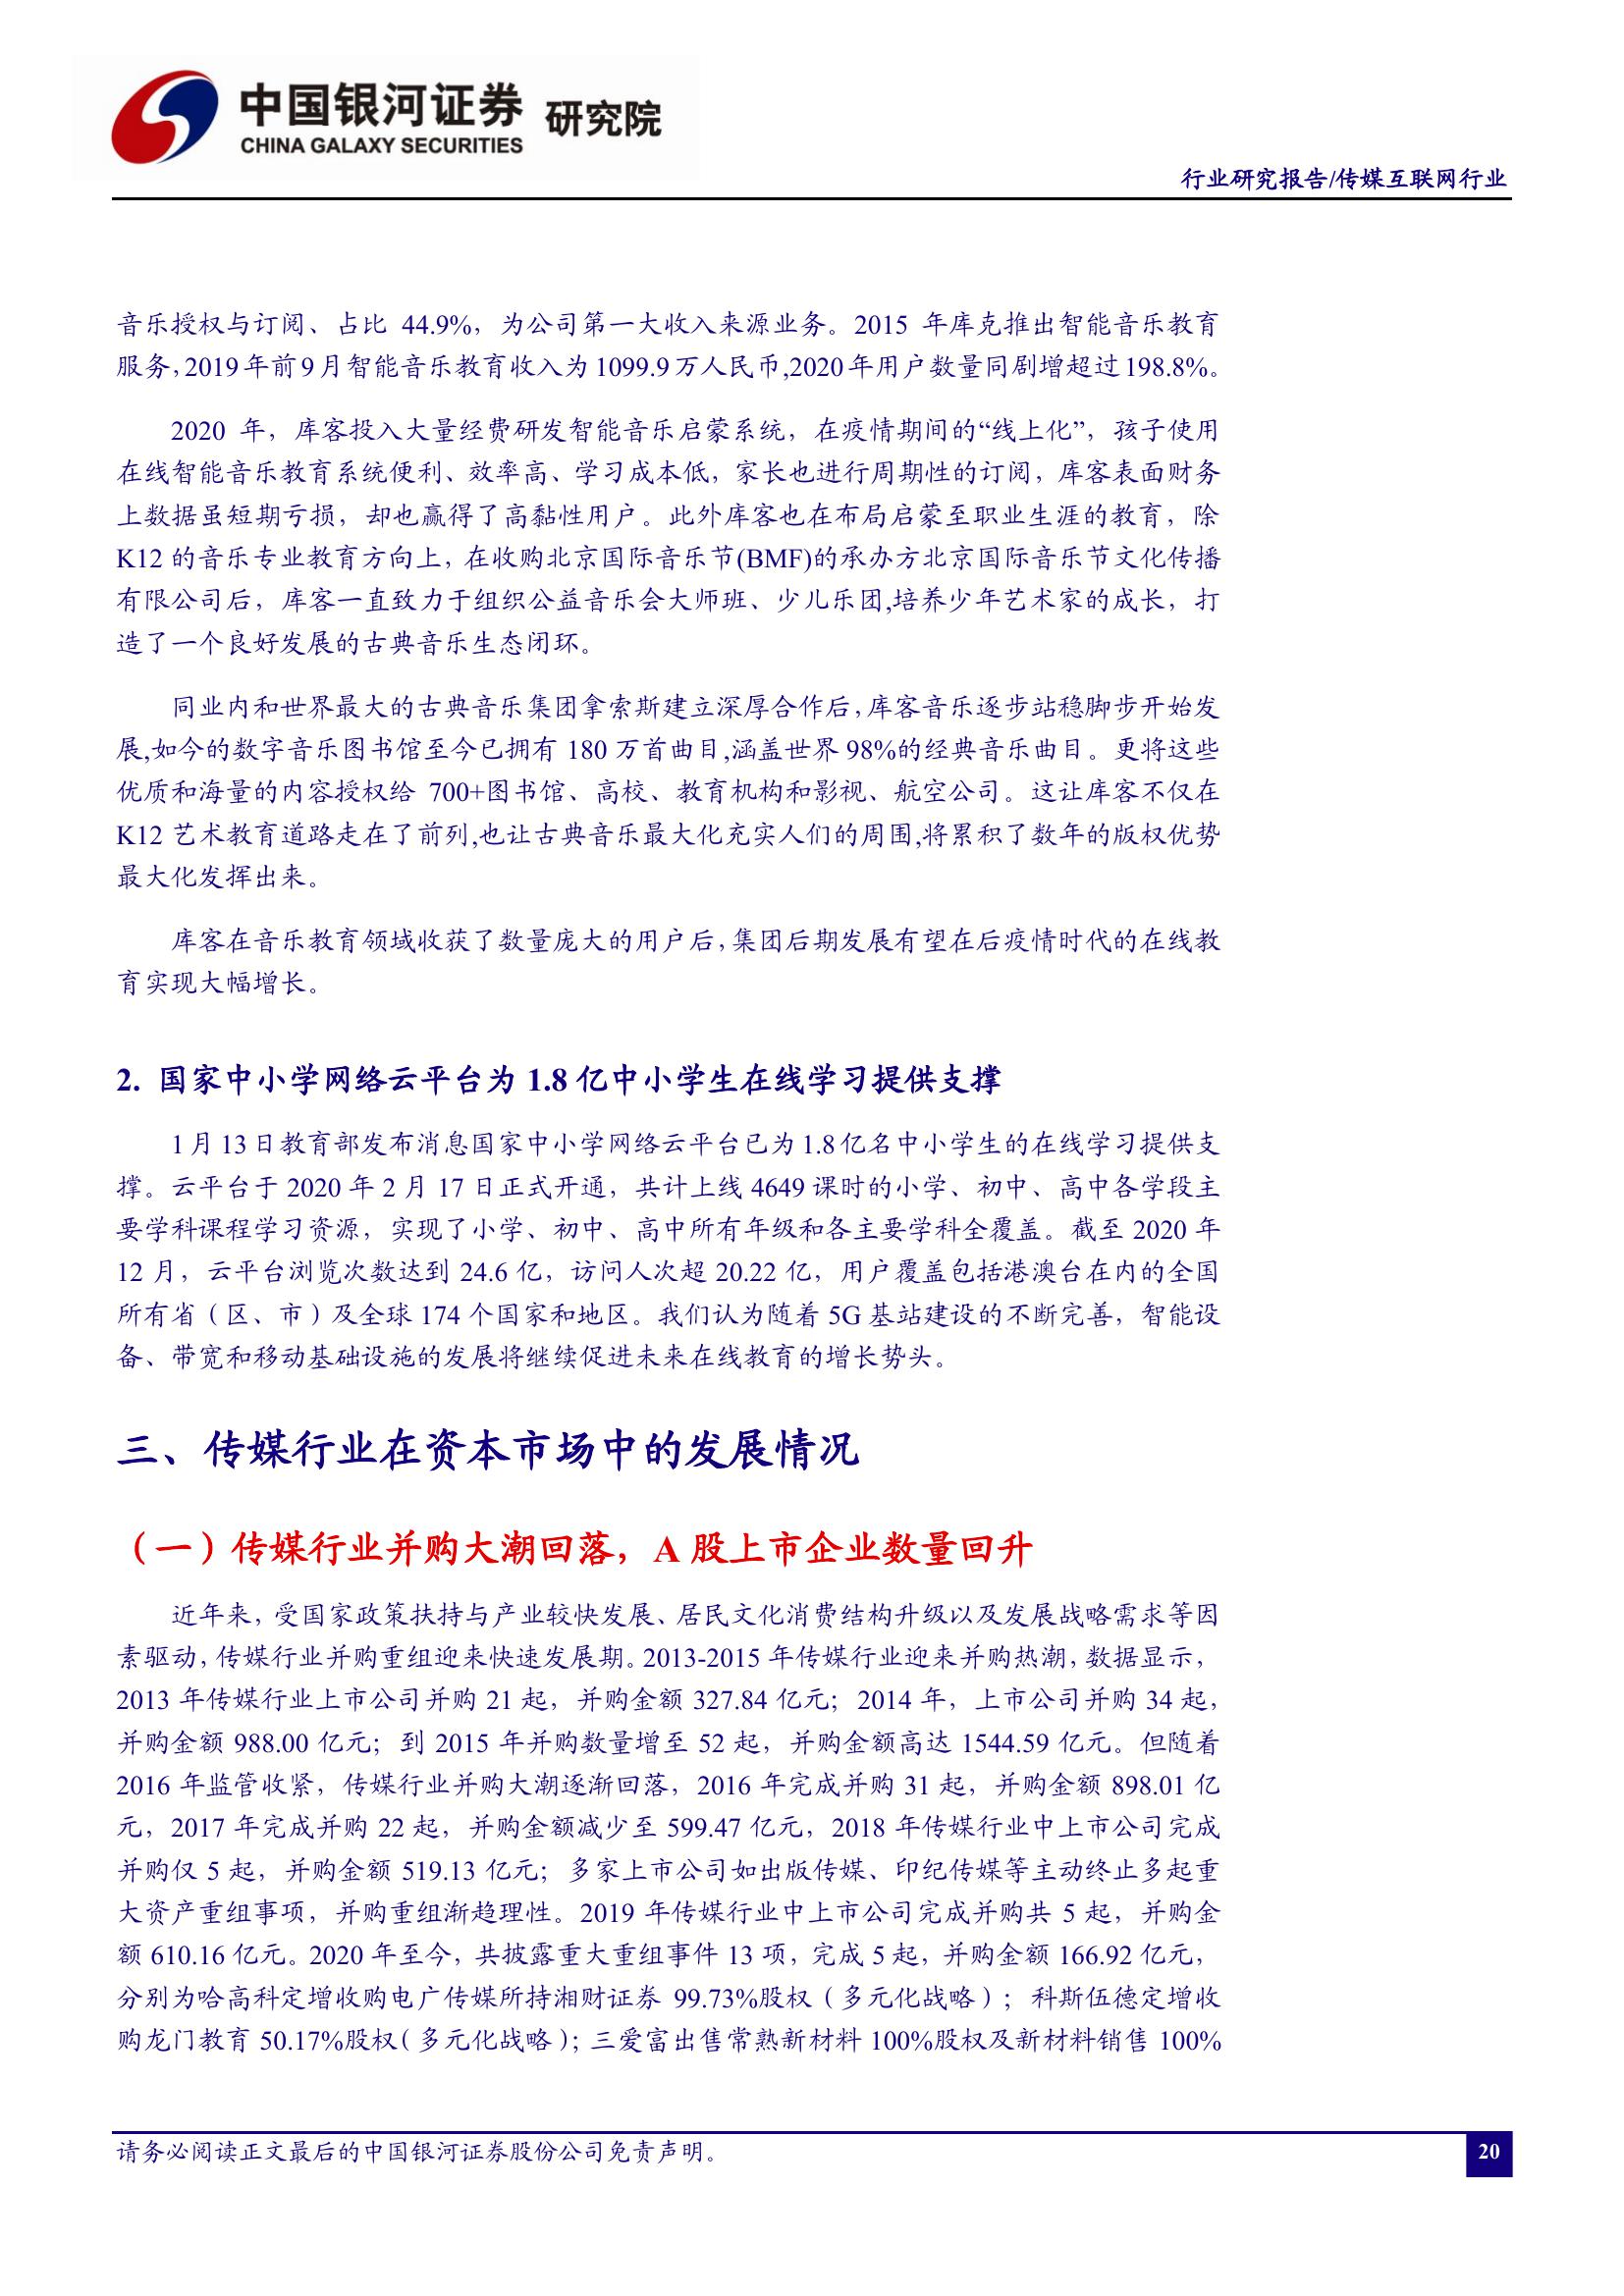 中国银河证券 研究院
CHINA GALAXY SECURITIES
行业研究报告/传媒互联网行业
音乐授权与订阅、占比 44.9%，为公司第一大收入来源业务。2015 年库克推出智能音乐教育
服务，2019 年前 9 月智能音乐教育收入为 1099.9 万人民币,2020 年用户数量同剧增超过 198.8%。
2020 年，库客投入大量经费研发智能音乐启蒙系统，在疫情期间的“线上化”，孩子使用
在线智能音乐教育系统便利、效率高、学习成本低，家长也进行周期性的订阅，库客表面财务
上数据虽短期亏损，却也赢得了高黏性用户。此外库客也在布局启蒙至职业生涯的教育，除
K12 的音乐专业教育方向上，在收购北京国际音乐节(BMF)的承办方北京国际音乐节文化传播
有限公司后，库客一直致力于组织公益音乐会大师班、少儿乐团,培养少年艺术家的成长，打
造了一个良好发展的古典音乐生态闭环。
同业内和世界最大的古典音乐集团拿索斯建立深厚合作后，库客音乐逐步站稳脚步开始发
展,如今的数字音乐图书馆至今已拥有 180 万首曲目,涵盖世界 98%的经典音乐曲目。更将这些
优质和海量的内容授权给 700+图书馆、高校、教育机构和影视、航空公司。这让库客不仅在
K12 艺术教育道路走在了前列,也让古典音乐最大化充实人们的周围,将累积了数年的版权优势
最大化发挥出来。
库客在音乐教育领域收获了数量庞大的用户后，集团后期发展有望在后疫情时代的在线教
育实现大幅增长。
2. 国家中小学网络云平台为 1.8 亿中小学生在线学习提供支撑
1 月 13 日教育部发布消息国家中小学网络云平台已为 1.8 亿名中小学生的在线学习提供支
撑。云平台于 2020 年 2 月 17 日正式开通，共计上线 4649 课时的小学、初中、高中各学段主
要学科课程学习资源，实现了小学、初中、高中所有年级和各主要学科全覆盖。截至 2020 年
12 月，云平台浏览次数达到 24.6 亿，访问人次超 20.22 亿，用户覆盖包括港澳台在内的全国
所有省（区、市）及全球 174 个国家和地区。我们认为随着 5G 基站建设的不断完善，智能设
备、带宽和移动基础设施的发展将继续促进未来在线教育的增长势头。
三、传媒行业在资本市场中的发展情况
（一）传媒行业并购大潮回落，A 股上市企业数量回升
近年来，受国家政策扶持与产业较快发展、居民文化消费结构升级以及发展战略需求等因
素驱动，传媒行业并购重组迎来快速发展期。2013-2015 年传媒行业迎来并购热潮，数据显示，
2013 年传媒行业上市公司并购 21 起，并购金额 327.84 亿元；2014 年，上市公司并购 34 起，
并购金额 988.00 亿元；到 2015 年并购数量增至 52 起，并购金额高达 1544.59 亿元。但随着
2016 年监管收紧，传媒行业并购大潮逐渐回落，2016 年完成并购 31 起，并购金额 898.01 亿
元，2017 年完成并购 22 起，并购金额减少至 599.47 亿元，2018 年传媒行业中上市公司完成
并购仅 5 起，并购金额 519.13 亿元；多家上市公司如出版传媒、印纪传媒等主动终止多起重
大资产重组事项，并购重组渐趋理性。2019 年传媒行业中上市公司完成并购共 5 起，并购金
额 610.16 亿元。2020 年至今，共披露重大重组事件 13 项，完成 5 起，并购金额 166.92 亿元，
分别为哈高科定增收购电广传媒所持湘财证券 99.73%股权（多元化战略）；科斯伍德定增收
购龙门教育 50.17%股权（多元化战略）；三爱富出售常熟新材料 100%股权及新材料销售 100%
请务必阅读正文最后的中国银河证券股份公司免责声明。
20